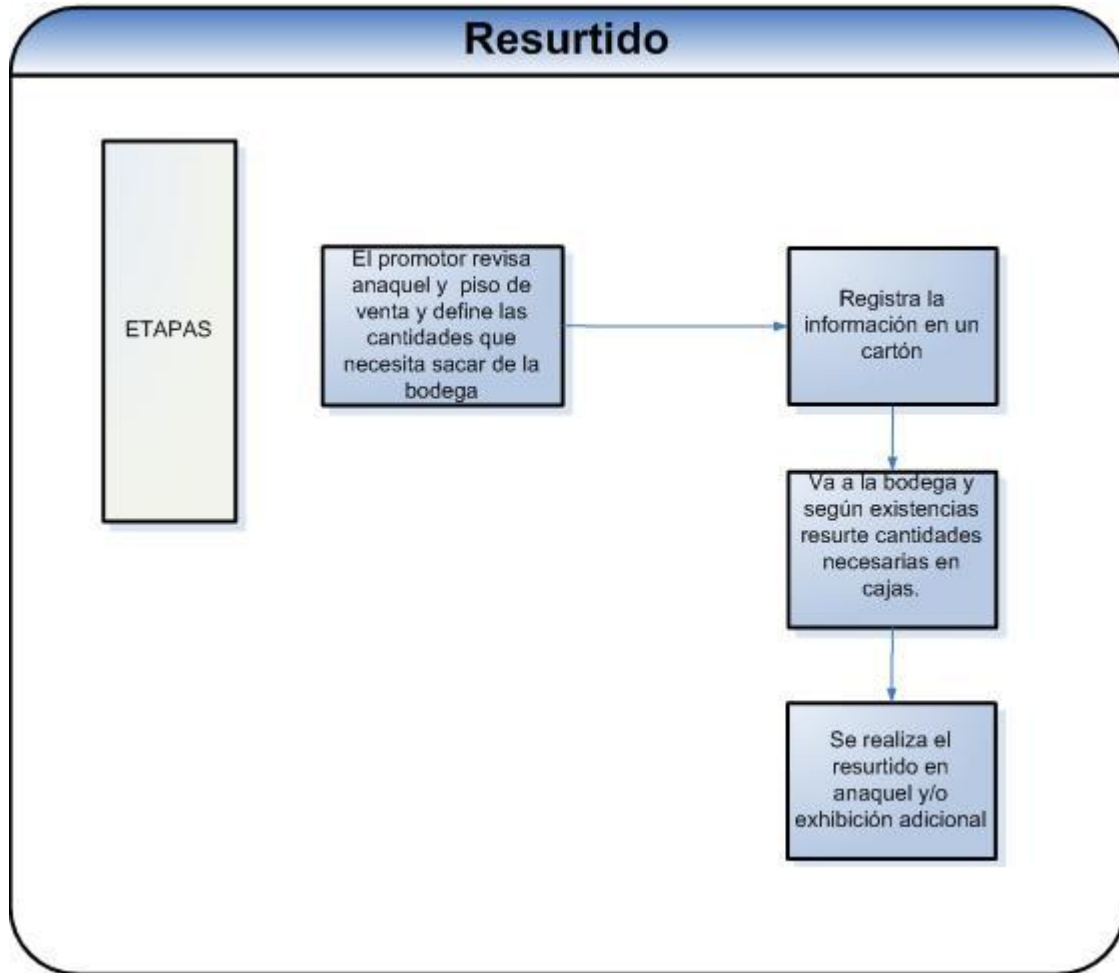 Resurtido
ETAPAS
El promotor revisa
anaquel y piso de
venta y define las
cantidades que
necesita sacar de la
bodega
Registra la
información en un
cartón
Va a la bodega y
según existencias
resurte cantidades
necesarias en
cajas.
Se realiza el
resurtido en
anaquel y/o
exhibición adicional